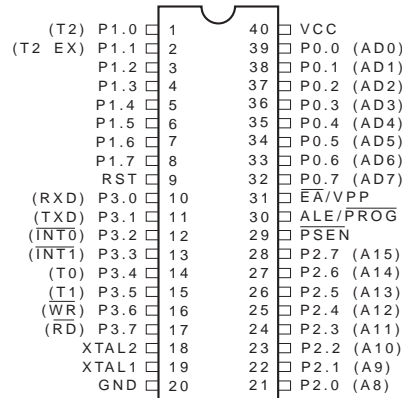 (T2) P1.0 1 40 VCC
(T2 EX) P1.1 2 39 P0.0 (AD0)
P1.2 3 38 P0.1 (AD1)
P1.3 4 37 P0.2 (AD2)
P1.4 5 36 P0.3 (AD3)
P1.5 6 35 P0.4 (AD4)
P1.6 7 34 P0.5 (AD5)
P1.7 8 33 P0.6 (AD6)
RST 9 32 P0.7 (AD7)
(RXD) P3.0 10 31 EA/VPP
(TXD) P3.1 11 30 ALE/PROG
(INT0) P3.2 12 29 PSEN
(INT1) P3.3 13 28 P2.7 (A15)
(T0) P3.4 14 27 P2.6 (A14)
(T1) P3.5 15 26 P2.5 (A13)
(WR) P3.6 16 25 P2.4 (A12)
(RD) P3.7 17 24 P2.3 (A11)
XTAL2 18 23 P2.2 (A10)
XTAL1 19 22 P2.1 (A9)
GND 20 21 P2.0 (A8)